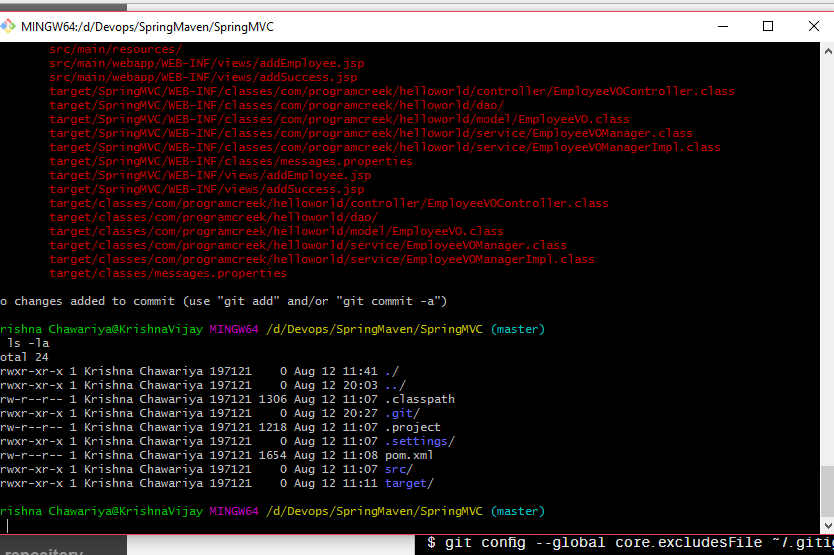 MINGW64:/d/Devops/SpringMaven/SpringMVC
src/main/resources/
src/main/webapp/WEB-INF/views/addEmployee.jsp
src/main/webapp/WEB-INF/views/addSuccess.jsp
target/SpringMVC/WEB-INF/classes/com/programcreek/helloworld/controller/EmployeeVOController.class
target/SpringMVC/WEB-INF/classes/com/programcreek/helloworld/dao/
target/SpringMVC/WEB-INF/classes/com/programcreek/helloworld/model/EmployeeVO.class
target/SpringMVC/WEB-INF/classes/com/programcreek/helloworld/service/EmployeeVOManager.class
target/SpringMVC/WEB-INF/classes/com/programcreek/helloworld/service/EmployeeVOManagerImpl.class
target/SpringMVC/WEB-INF/classes/messages.properties
target/SpringMVC/WEB-INF/views/addEmployee.jsp
target/SpringMVC/WEB-INF/views/addSuccess.jsp
target/classes/com/programcreek/helloworld/controller/EmployeeVOController.class
target/classes/com/programcreek/helloworld/dao/
target/classes/com/programcreek/helloworld/model/EmployeeVO.class
target/classes/com/programcreek/helloworld/service/EmployeeVOManager.class
target/classes/com/programcreek/helloworld/service/EmployeeVOManagerImpl.class
target/classes/messages.properties
o changes added to commit (use "git add" and/or "git commit -a")
rishna Chawariya@KrishnaVijay MINGW64 /d/Devops/SpringMaven/SpringMVC (master)
ls -la
otal 24
rwxr-xr-x 1 Krishna Chawariya 197121 0 Aug 12 11:41 ./
rwxr-xr-x 1 Krishna Chawariya 197121 0 Aug 12 20:03 ../
rw-r--r-- 1 Krishna Chawariya 197121 1306 Aug 12 11:07 .classpath
rwxr-xr-x 1 Krishna Chawariya 197121 0 Aug 12 20:27 .git/
rw-r--r-- 1 Krishna Chawariya 197121 1218 Aug 12 11:07 .project
rwxr-xr-x 1 Krishna Chawariya 197121 0 Aug 12 11:07 .settings/
rw-r--r-- 1 Krishna Chawariya 197121 1654 Aug 12 11:08 pom.xml
rwxr-xr-x 1 Krishna Chawariya 197121 0 Aug 12 11:07 src/
rwxr-xr-x 1 Krishna Chawariya 197121 0 Aug 12 11:11 target/
rishna Chawariya@KrishnaVijay MINGW64 /d/Devops/SpringMaven/SpringMVC (master)
repository
$ git config --global core.excludesFile ~/.gitig